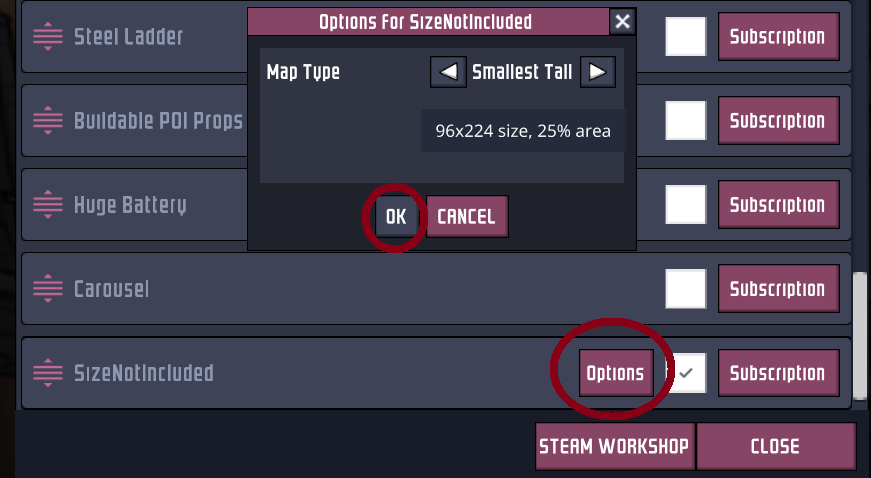 Options For SizeNotIncluded
Map Type Smallest Tall
96x224 size, 25% area
OK CANCEL
Steel Ladder Subscription
Buildable POI Props Subscription
Huge Battery Subscription
Carousel Subscription
SizeNotIncluded Options Subscription
STEAM WORKSHOP CLOSE